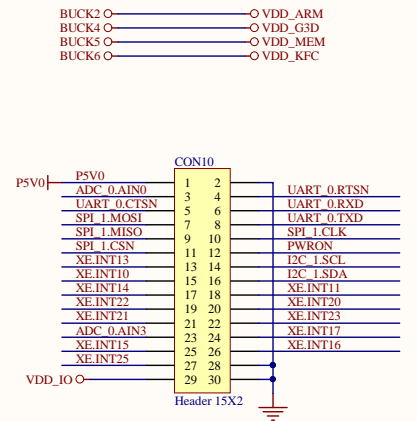 BUCK2 VDD_ARM
BUCK4 VDD_G3D
BUCK5 VDD_MEM
BUCK6 VDD_KFC
CON10
P5V0 P5V0 1 2
ADC_0.AIN0 3 4 UART_0.RTSN
UART_0.CTSN 5 6 UART_0.RXD
SPI_1.MOSI 7 8 UART_0.TXD
SPI_1.MISO 9 10 SPI_1.CLK
SPI_1.CSN 11 12 PWRON
XE.INT13 13 14 I2C_1.SCL
XE.INT10 15 16 I2C_1.SDA
XE.INT14 17 18 XE.INT11
XE.INT22 19 20 XE.INT20
XE.INT21 21 22 XE.INT23
ADC_0.AIN3 23 24 XE.INT17
XE.INT15 25 26 XE.INT16
XE.INT25 27 28
VDD_IO 29 30
Header 15X2